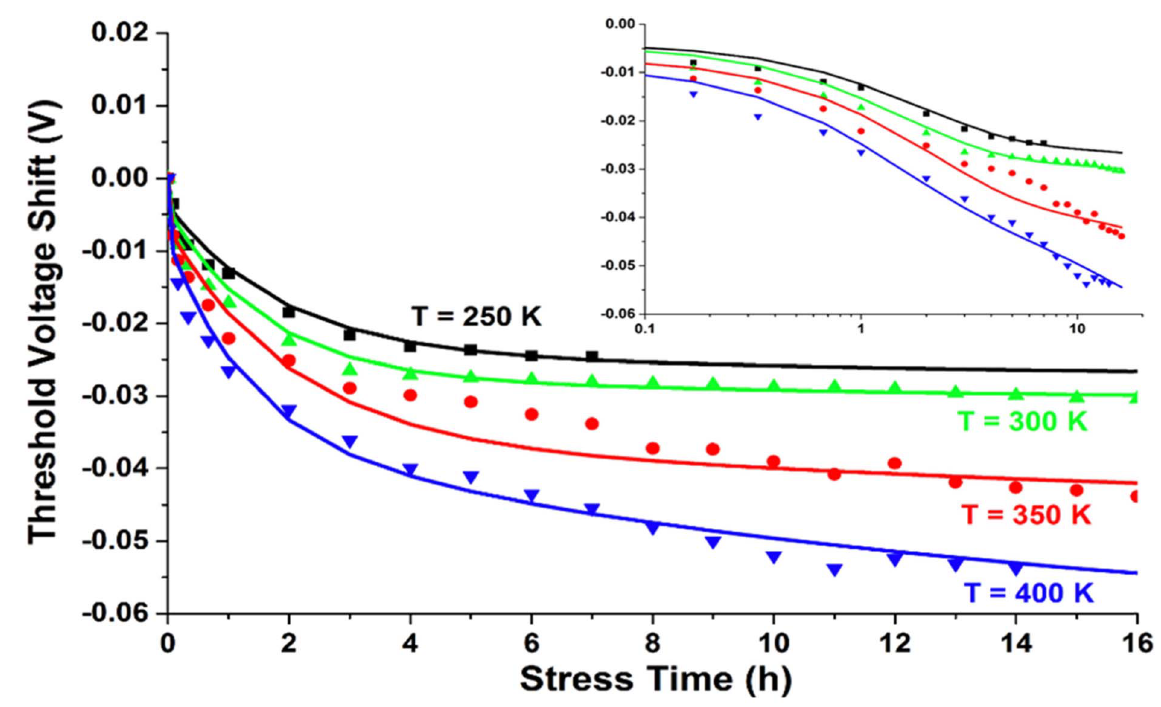 0.02
0.01
0.00
-0.01
-0.02
-0.03
-0.04
-0.05
-0.06
Threshold Voltage Shift (V)
0 2 4 6 8 10 12 14 16
Stress Time (h)
T = 250 K
T = 300 K
T = 350 K
T = 400 K
0.00
-0.01
-0.02
-0.03
-0.04
-0.05
-0.06
0.1 1 10